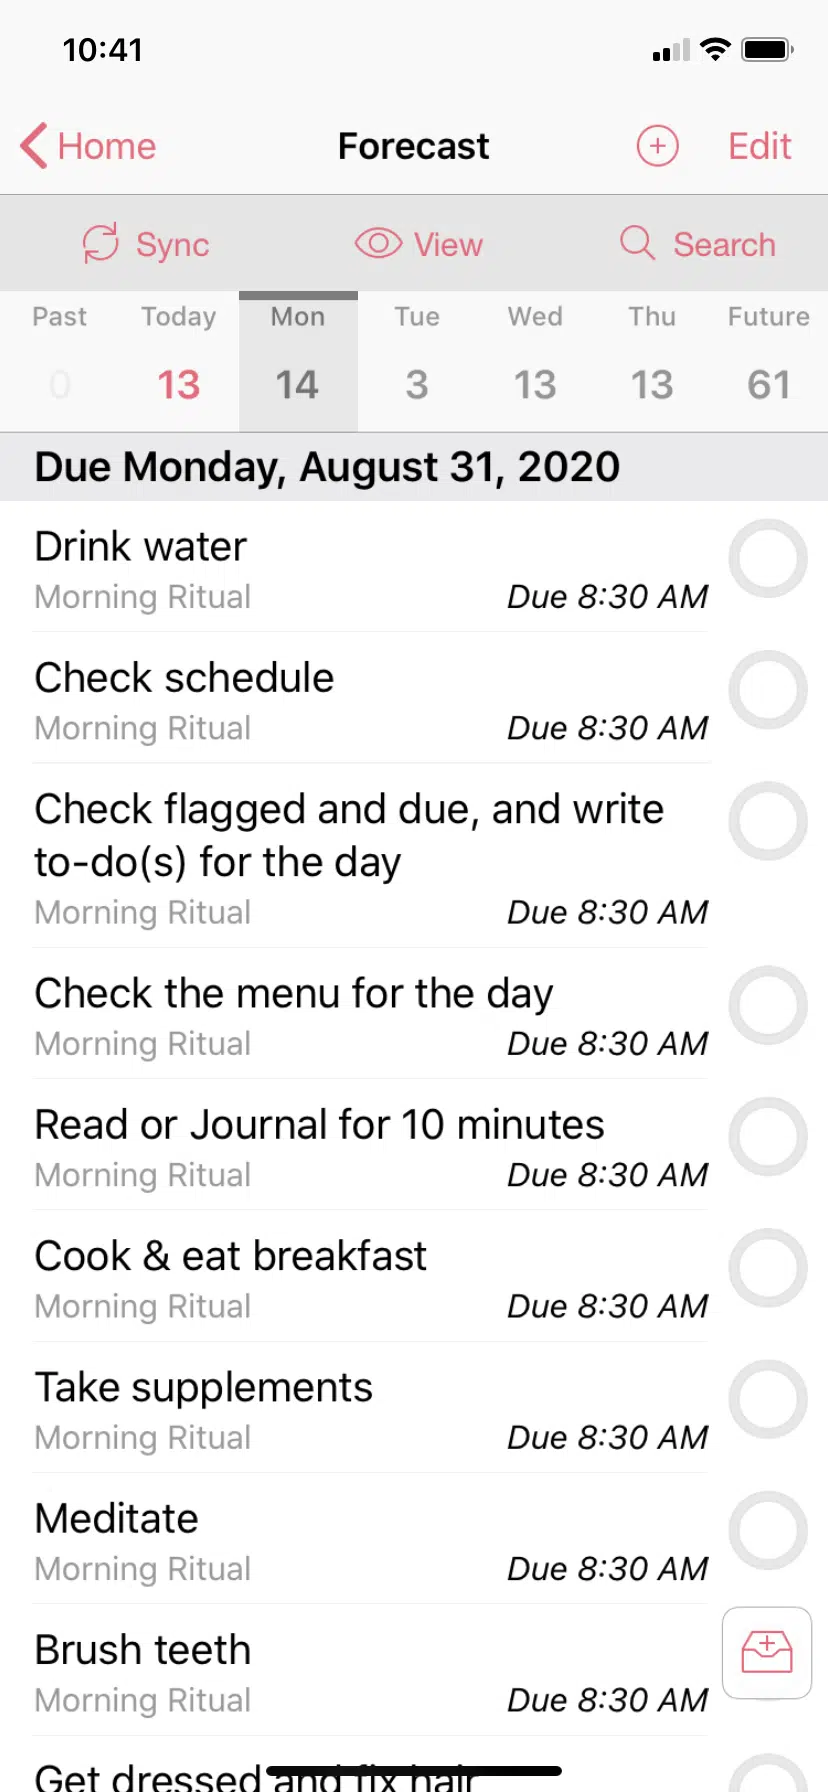 10:41
Home
Forecast
Edit
Sync
View
Search
Past Today Mon Tue Wed Thu Future
0 13 14 3 13 13 61
Due Monday, August 31, 2020
Drink water
Morning Ritual Due 8:30 AM
Check schedule
Morning Ritual Due 8:30 AM
Check flagged and due, and write
to-do(s) for the day
Morning Ritual Due 8:30 AM
Check the menu for the day
Morning Ritual Due 8:30 AM
Read or Journal for 10 minutes
Morning Ritual Due 8:30 AM
Cook & eat breakfast
Morning Ritual Due 8:30 AM
Take supplements
Morning Ritual Due 8:30 AM
Meditate
Morning Ritual Due 8:30 AM
Brush teeth
Morning Ritual Due 8:30 AM
Get dressed and fix hair